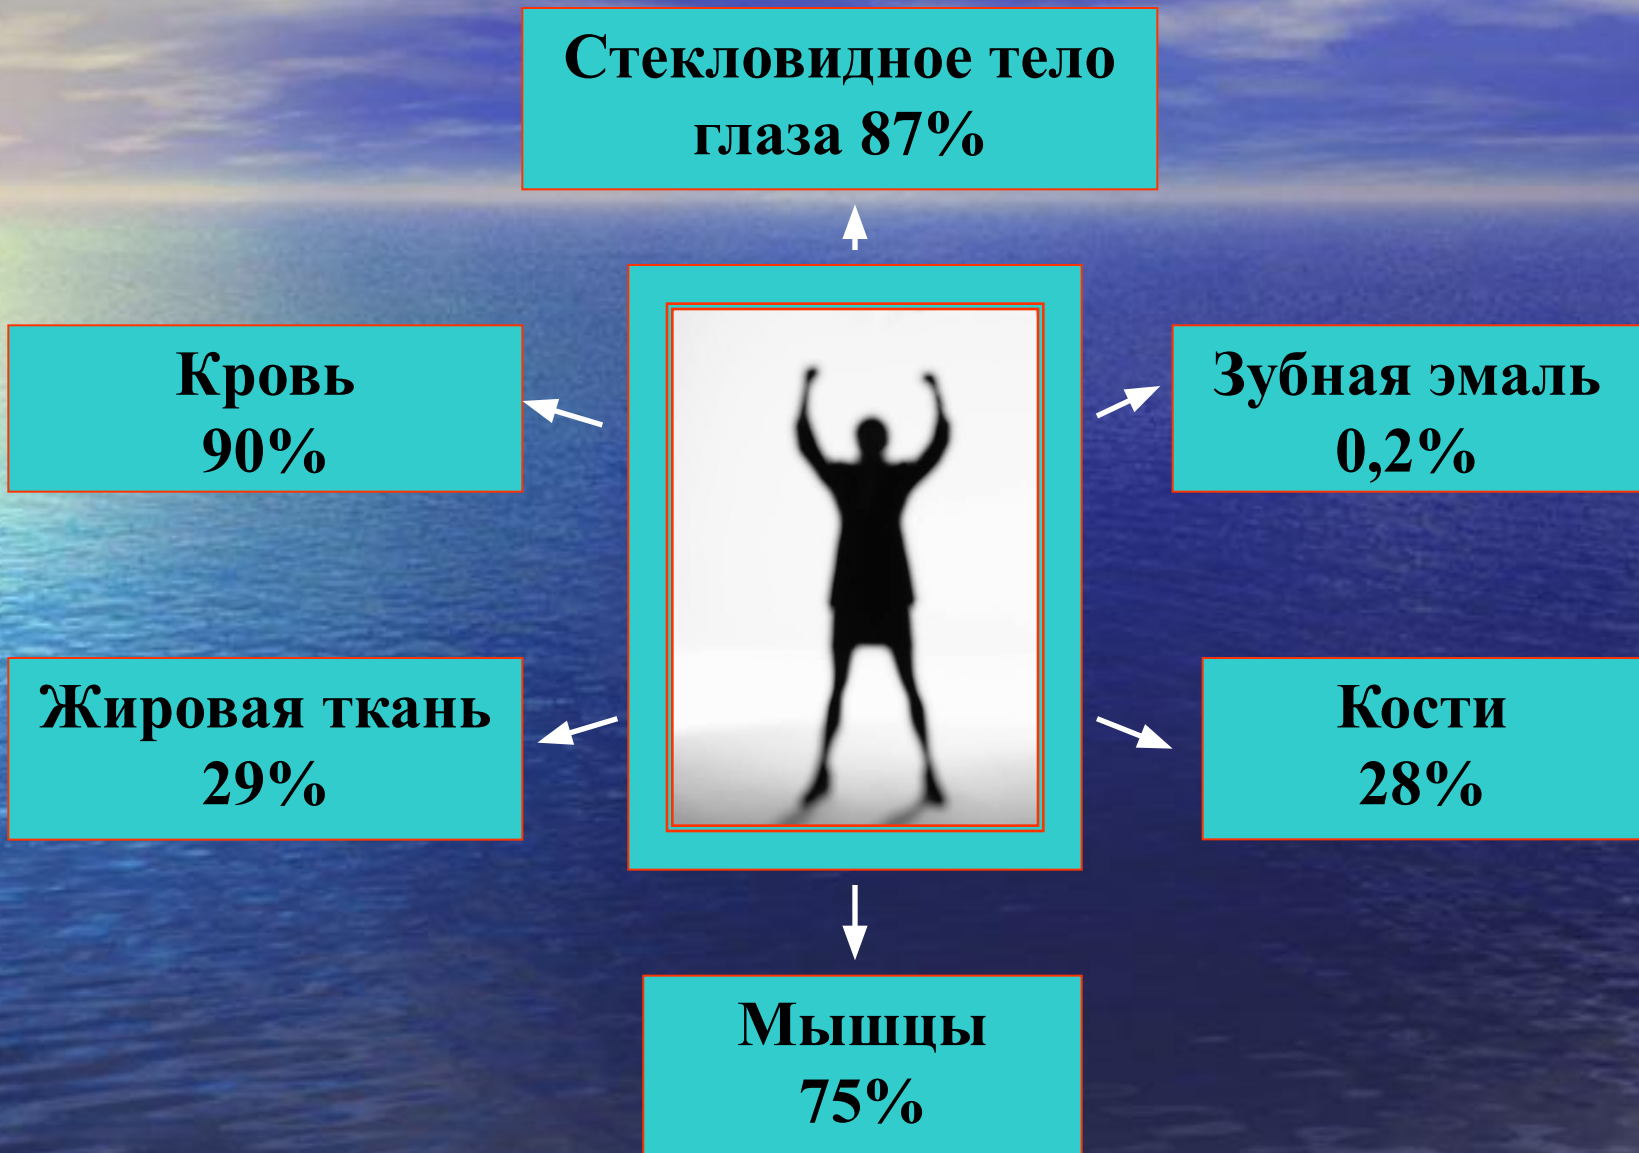 Стекловидное тело
глаза 87%
Кровь
90%
Зубная эмаль
0,2%
Жировая ткань
29%
Кости
28%
Мышцы
75%